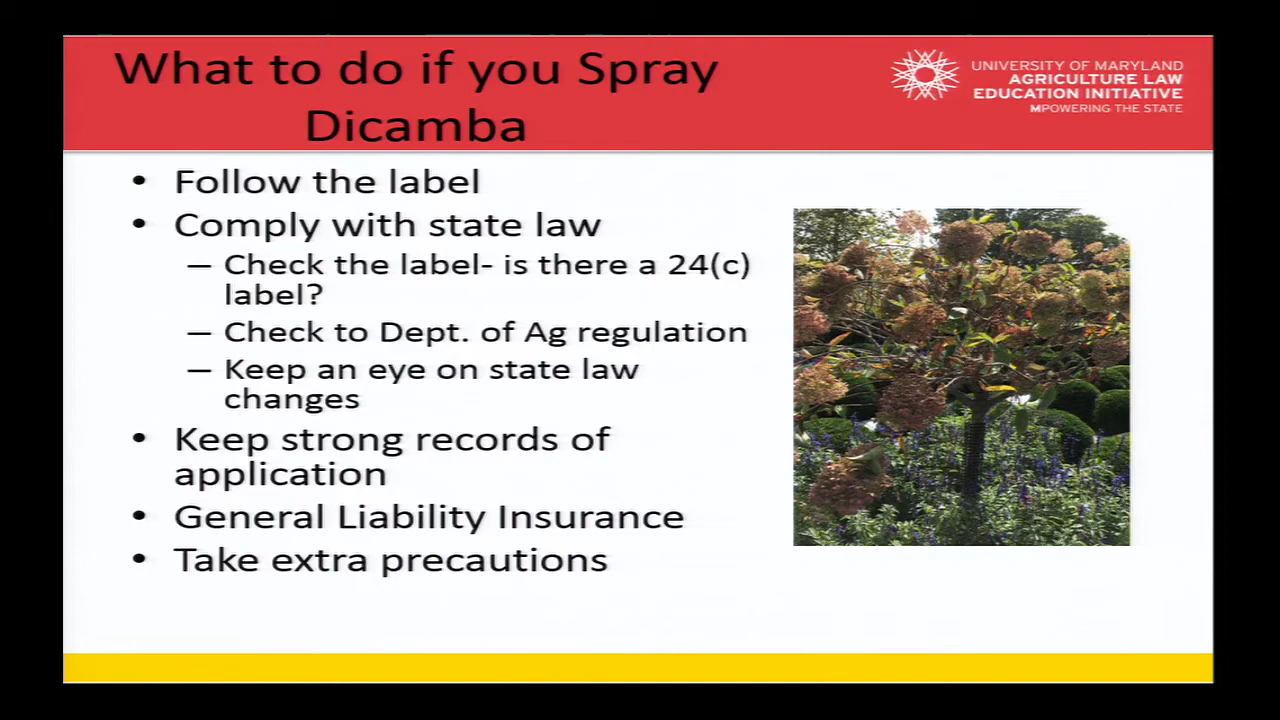 What to do if you Spray
Dicamba
UNIVERSITY OF MARYLAND
AGRICULTURE LAW
EDUCATION INITIATIVE
MPOWERING THE STATE
• Follow the label
• Comply with state law
– Check the label- is there a 24(c)
label?
– Check to Dept. of Ag regulation
– Keep an eye on state law
changes
• Keep strong records of
application
• General Liability Insurance
• Take extra precautions